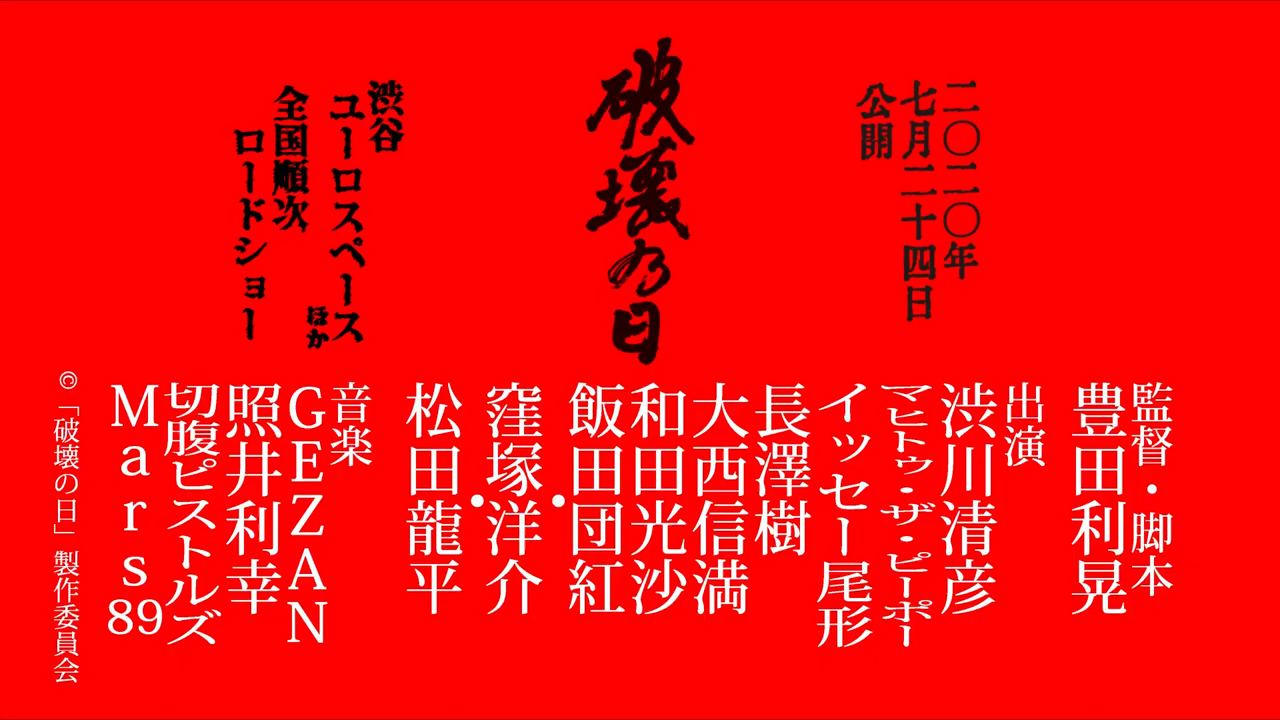 二〇二〇年
七月二十四日
公開
破壊乃日
渋谷
ユーロスペース
ほか
全国順次
ロードショー
監督・脚本
豊田利晃
出演
渋川清彦
マヒトゥ・ザ・ピーポー
イッセー尾形
長澤樹
大西信満
和田光沙
飯田団紅
・
窪塚洋介
・
松田龍平
音楽
GEZAN
照井利幸
切腹ピストルズ
Mars89
©「破壊の日」製作委員会